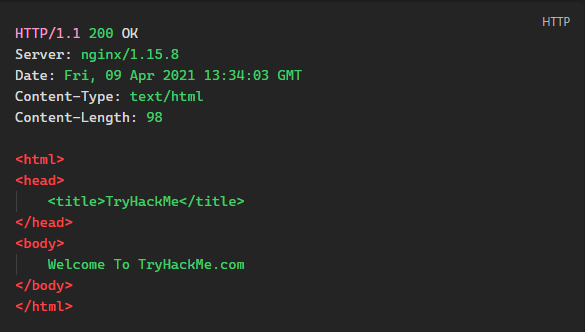 HTTP
HTTP/1.1 200 OK
Server: nginx/1.15.8
Date: Fri, 09 Apr 2021 13:34:03 GMT
Content-Type: text/html
Content-Length: 98

<html>
<head>
    <title>TryHackMe</title>
</head>
<body>
    Welcome To TryHackMe.com
</body>
</html>